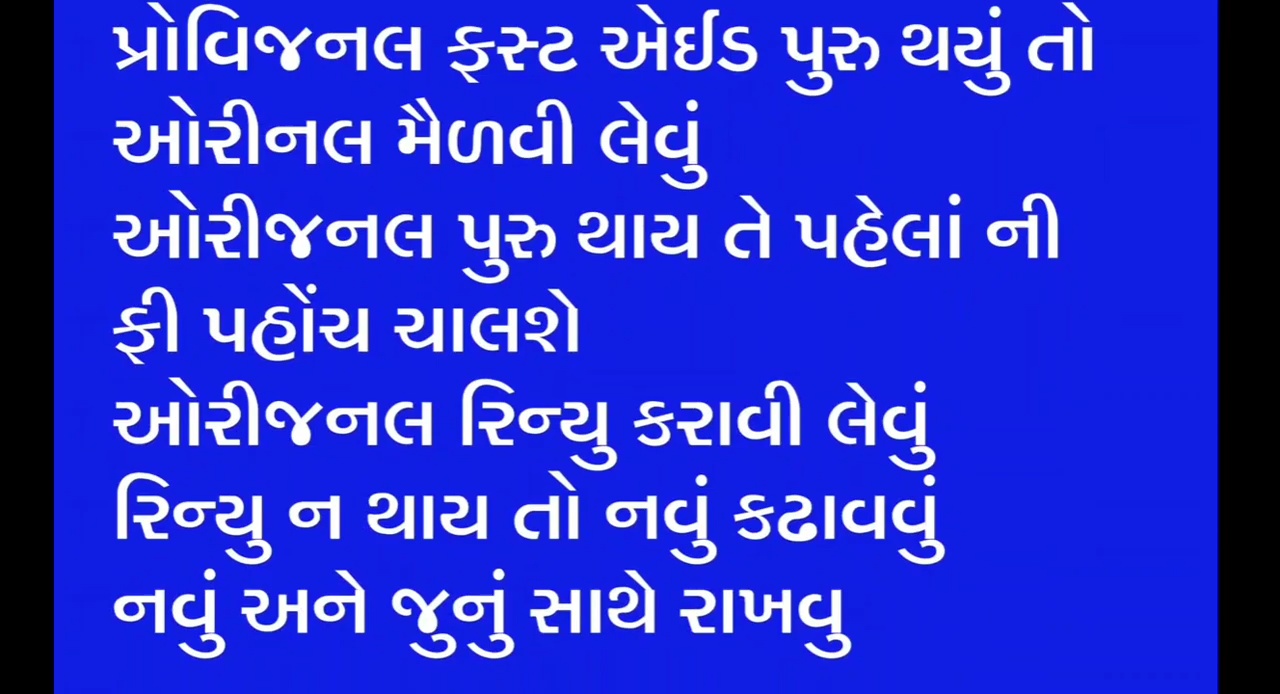 પ્રોવિજનલ ફસ્ટ એઈડ પુરુ થયું તો
ઓરીનલ મૈળવી લેવું
ઓરીજનલ પુરુ થાય તે પહેલાં ની
ફી પહોંચ ચાલશે
ઓરીજનલ રિન્યુ કરાવી લેવું
રિન્યુ ન થાય તો નવું કઢાવવું
નવું અને જુનું સાથે રાખવુ